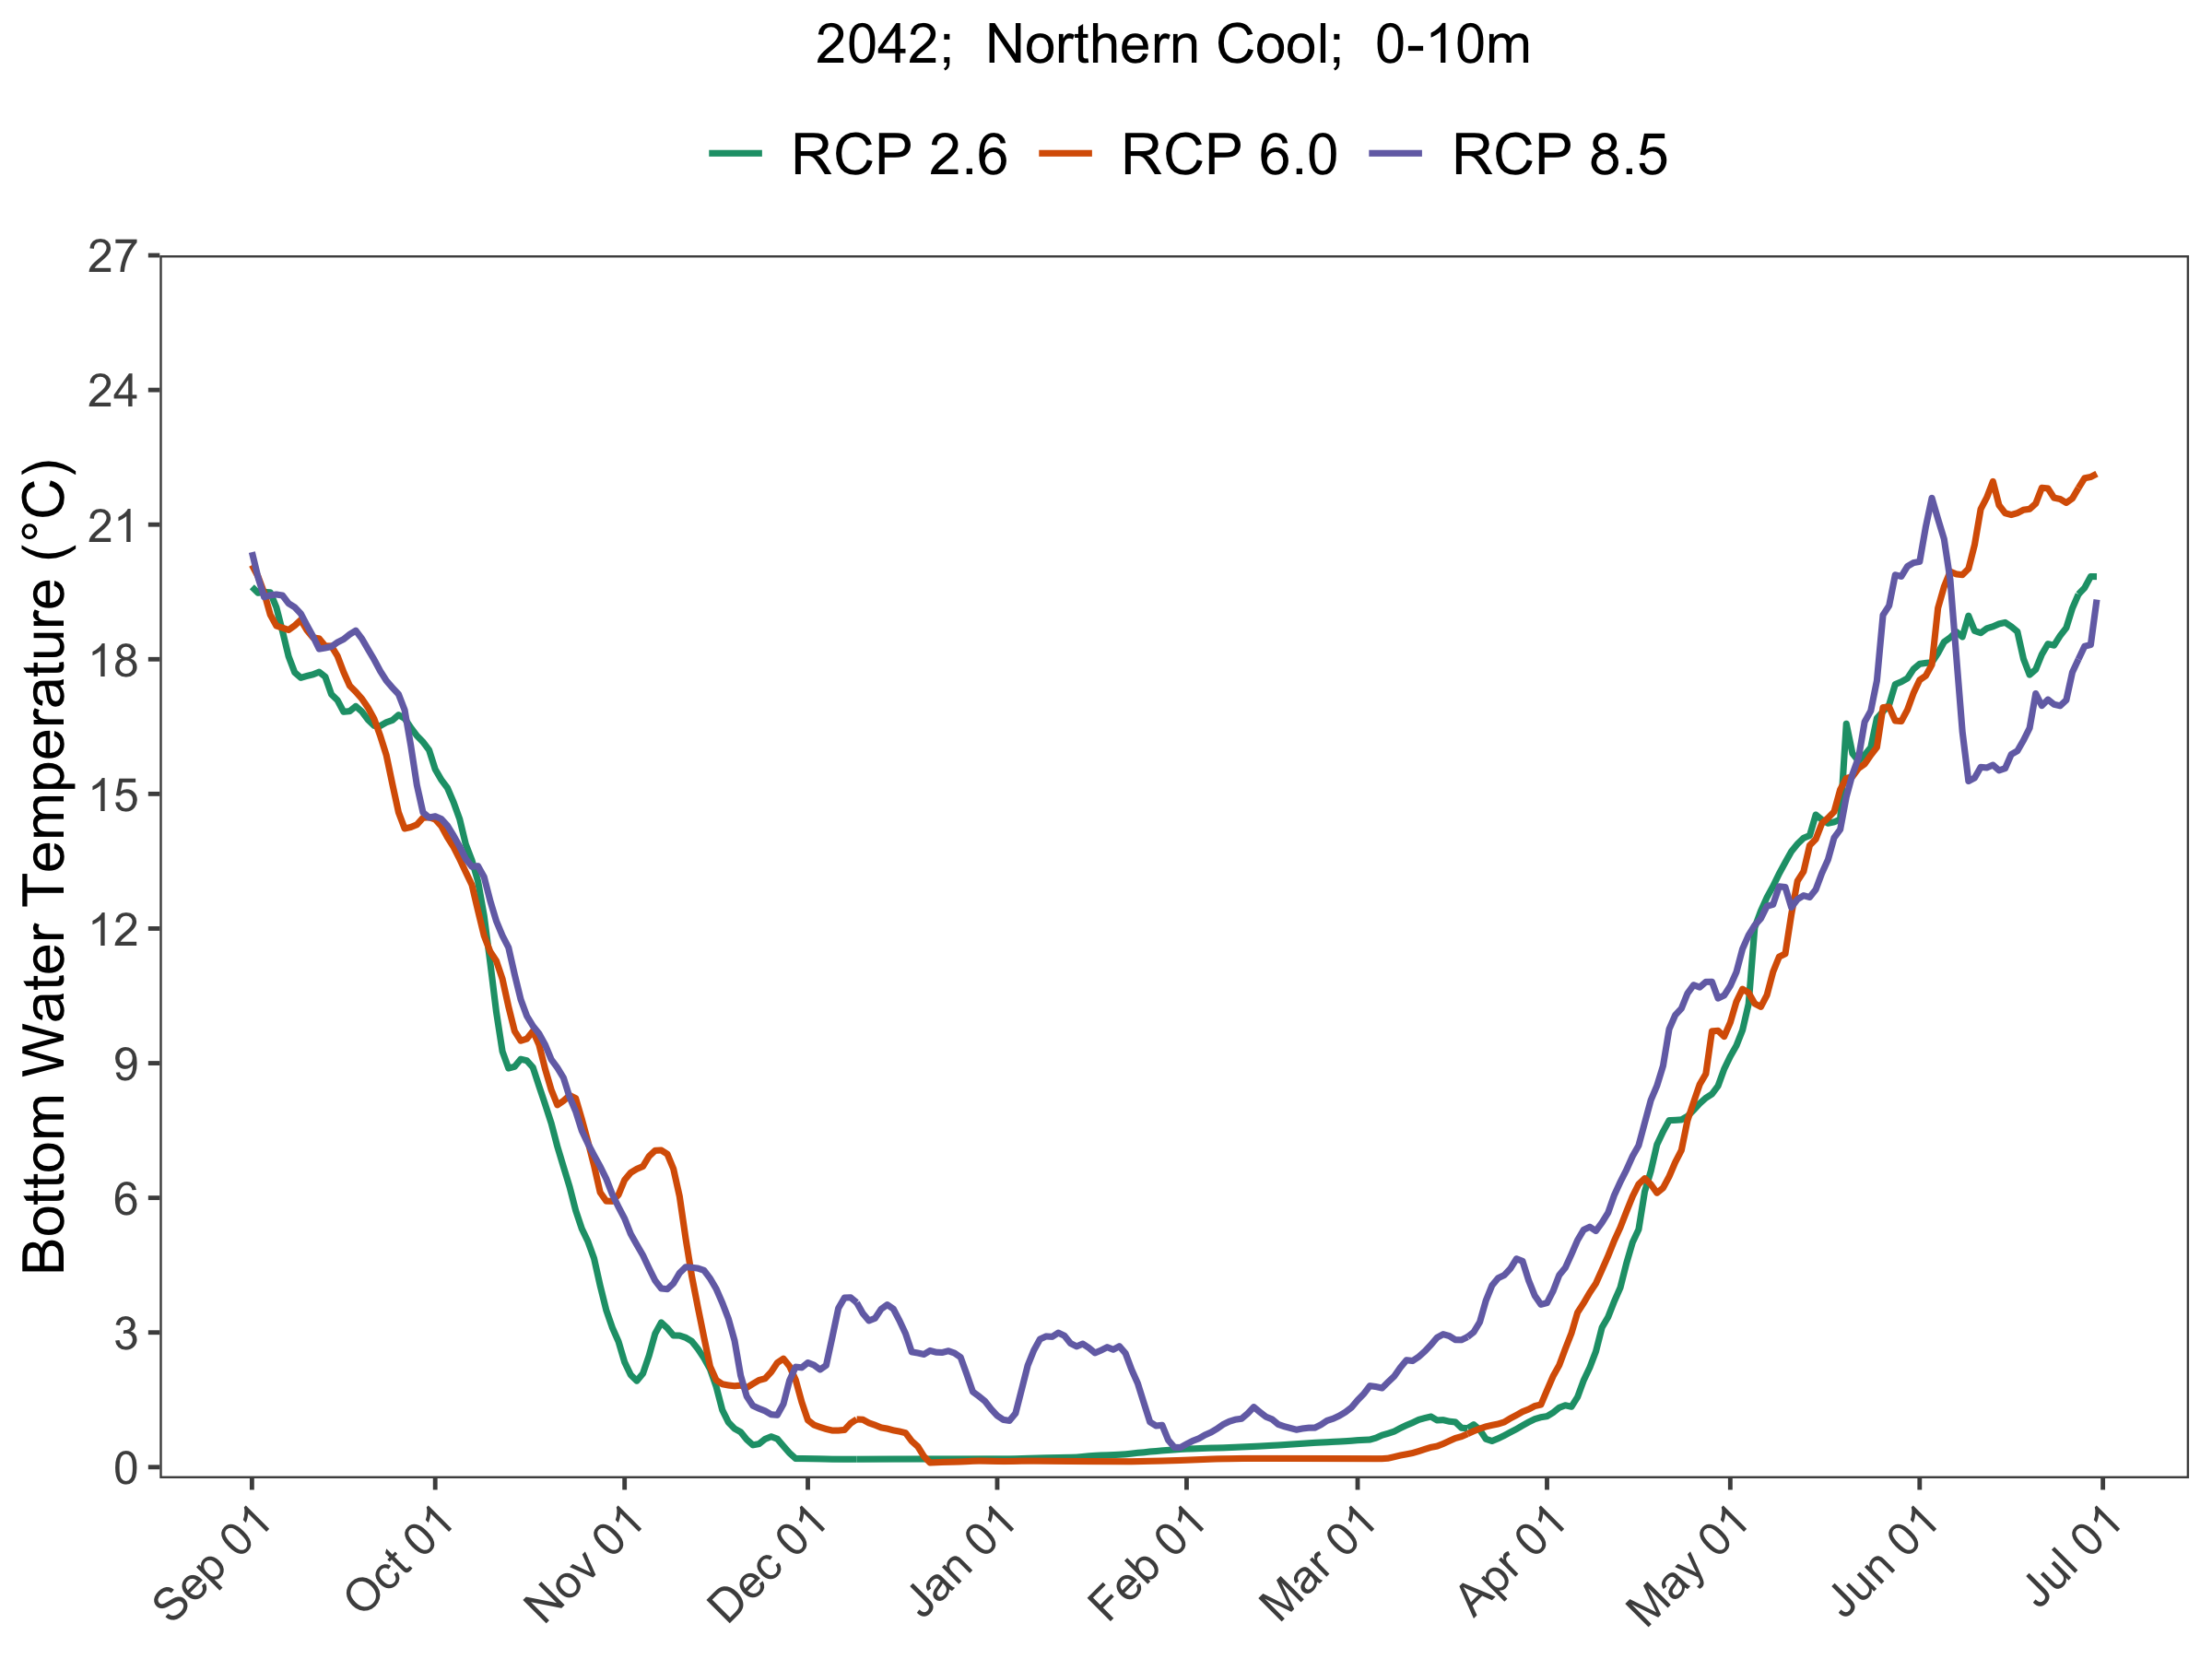 2042;  Northern Cool;  0-10m
RCP 2.6 RCP 6.0 RCP 8.5
Bottom Water Temperature (°C)
27
24
21
18
15
12
9
6
3
0
Sep 01 Oct 01 Nov 01 Dec 01 Jan 01 Feb 01 Mar 01 Apr 01 May 01 Jun 01 Jul 01